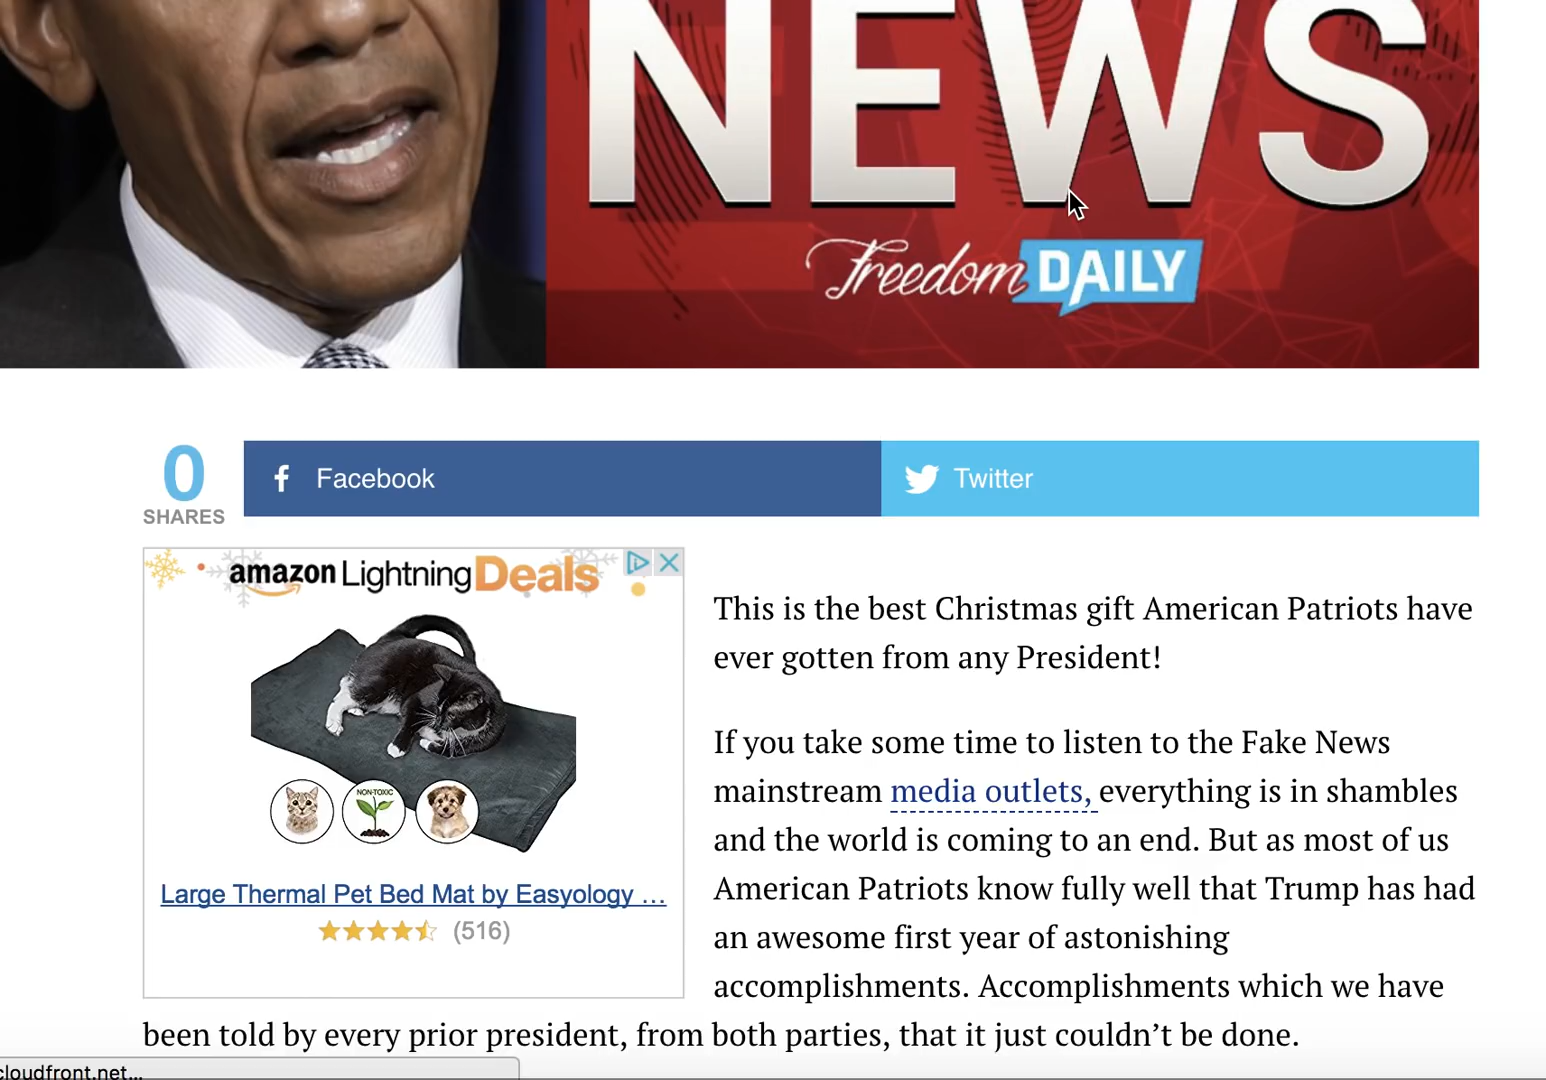 NEWS
Freedom DAILY
0
SHARES
Facebook
Twitter
amazon Lightning Deals
NON-TOXIC
Large Thermal Pet Bed Mat by Easyology ...
(516)
This is the best Christmas gift American Patriots have
ever gotten from any President!
If you take some time to listen to the Fake News
mainstream media outlets, everything is in shambles
and the world is coming to an end. But as most of us
American Patriots know fully well that Trump has had
an awesome first year of astonishing
accomplishments. Accomplishments which we have
been told by every prior president, from both parties, that it just couldn’t be done.
cloudfront.net...